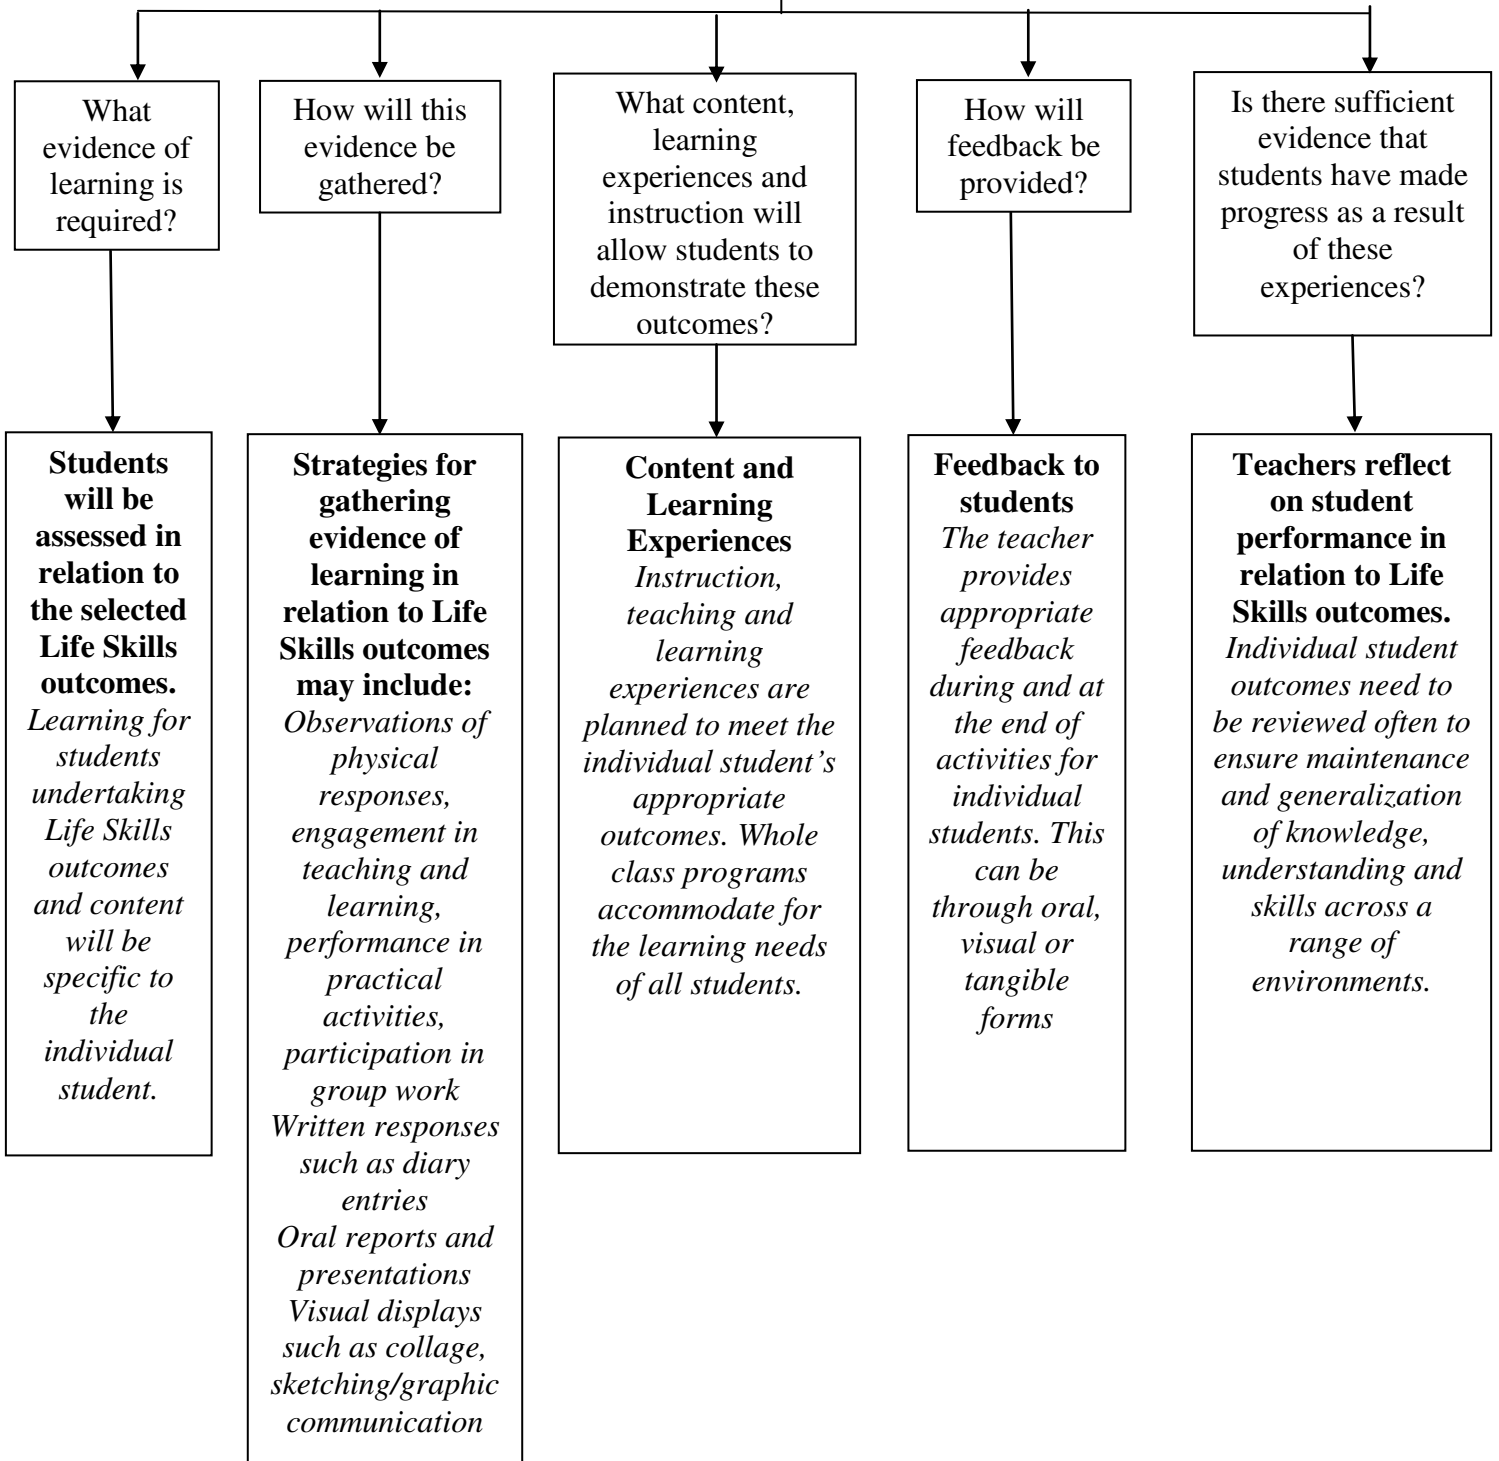 What
evidence of
learning is
required?
How will this
evidence be
gathered?
What content,
learning
experiences and
instruction will
allow students to
demonstrate these
outcomes?
How will
feedback be
provided?
Is there sufficient
evidence that
students have made
progress as a result
of these
experiences?
Students
will be
assessed in
relation to
the selected
Life Skills
outcomes.
Learning for
students
undertaking
Life Skills
outcomes
and content
will be
specific to
the
individual
student.
Strategies for
gathering
evidence of
learning in
relation to Life
Skills outcomes
may include:
Observations of
physical
responses,
engagement in
teaching and
learning,
performance in
practical
activities,
participation in
group work
Written responses
such as diary
entries
Oral reports and
presentations
Visual displays
such as collage,
sketching/graphic
communication
Content and
Learning
Experiences
Instruction,
teaching and
learning
experiences are
planned to meet the
individual student’s
appropriate
outcomes. Whole
class programs
accommodate for
the learning needs
of all students.
Feedback to
students
The teacher
provides
appropriate
feedback
during and at
the end of
activities for
individual
students. This
can be
through oral,
visual or
tangible
forms
Teachers reflect
on student
performance in
relation to Life
Skills outcomes.
Individual student
outcomes need to
be reviewed often to
ensure maintenance
and generalization
of knowledge,
understanding and
skills across a
range of
environments.